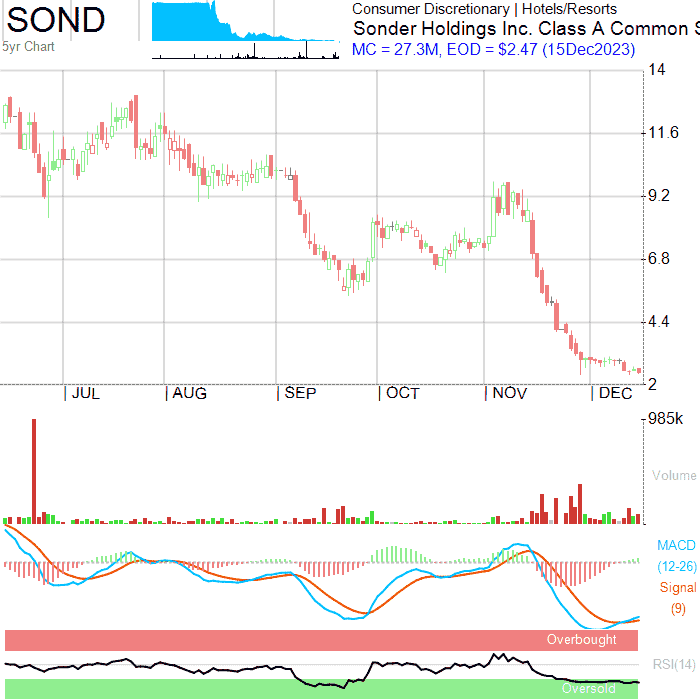 SOND
5yr Chart
Consumer Discretionary | Hotels/Resorts
Sonder Holdings Inc. Class A Common S
MC = 27.3M, EOD = $2.47 (15Dec2023)
14
11.6
9.2
6.8
4.4
2
JUL AUG SEP OCT NOV DEC
985k
Volume
MACD
(12-26)
Signal
(9)
Overbought
RSI(14)
Oversold